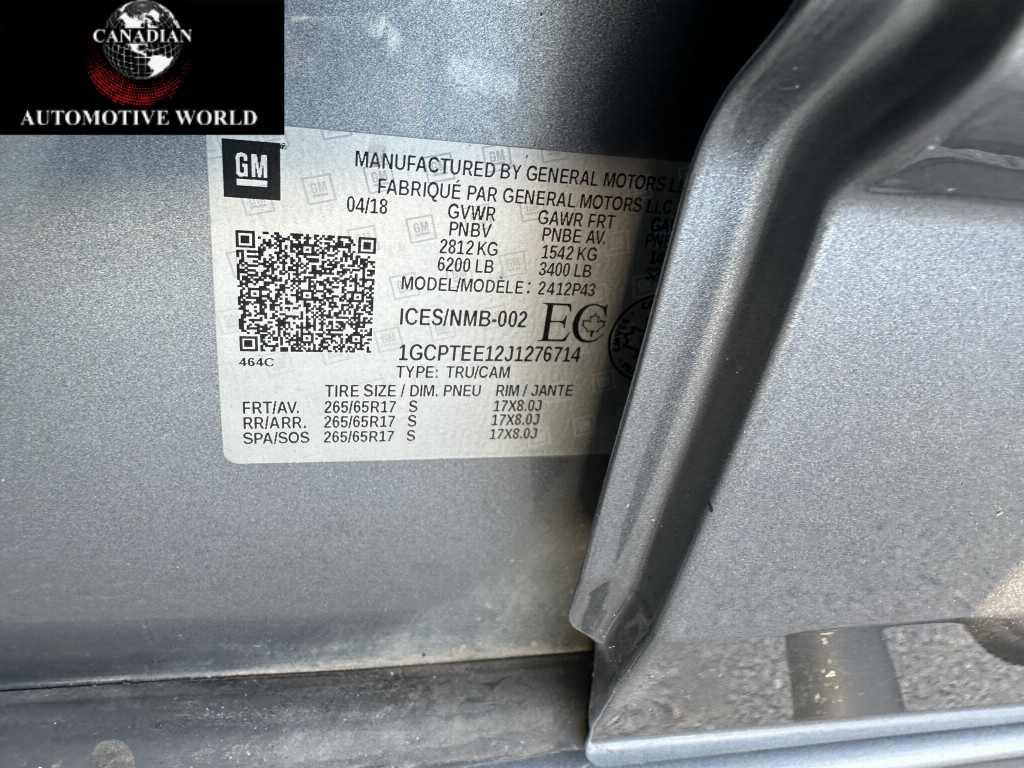 CANADIAN
AUTOMOTIVE WORLD
GM
MANUFACTURED BY GENERAL MOTORS
FABRIQUÉ PAR GENERAL MOTORS LLC
04/18 GVWR GAWR FRT
PNBV PNBE AV.
2812 KG 1542 KG
6200 LB 3400 LB
MODEL/MODÈLE: 2412P43
ICES/NMB-002 EC
1GCPTEE12J1276714
464C
TYPE: TRU/CAM
TIRE SIZE / DIM. PNEU RIM / JANTE
FRT/AV. 265/65R17 S 17X8.0J
RR/ARR. 265/65R17 S 17X8.0J
SPA/SOS 265/65R17 S 17X8.0J